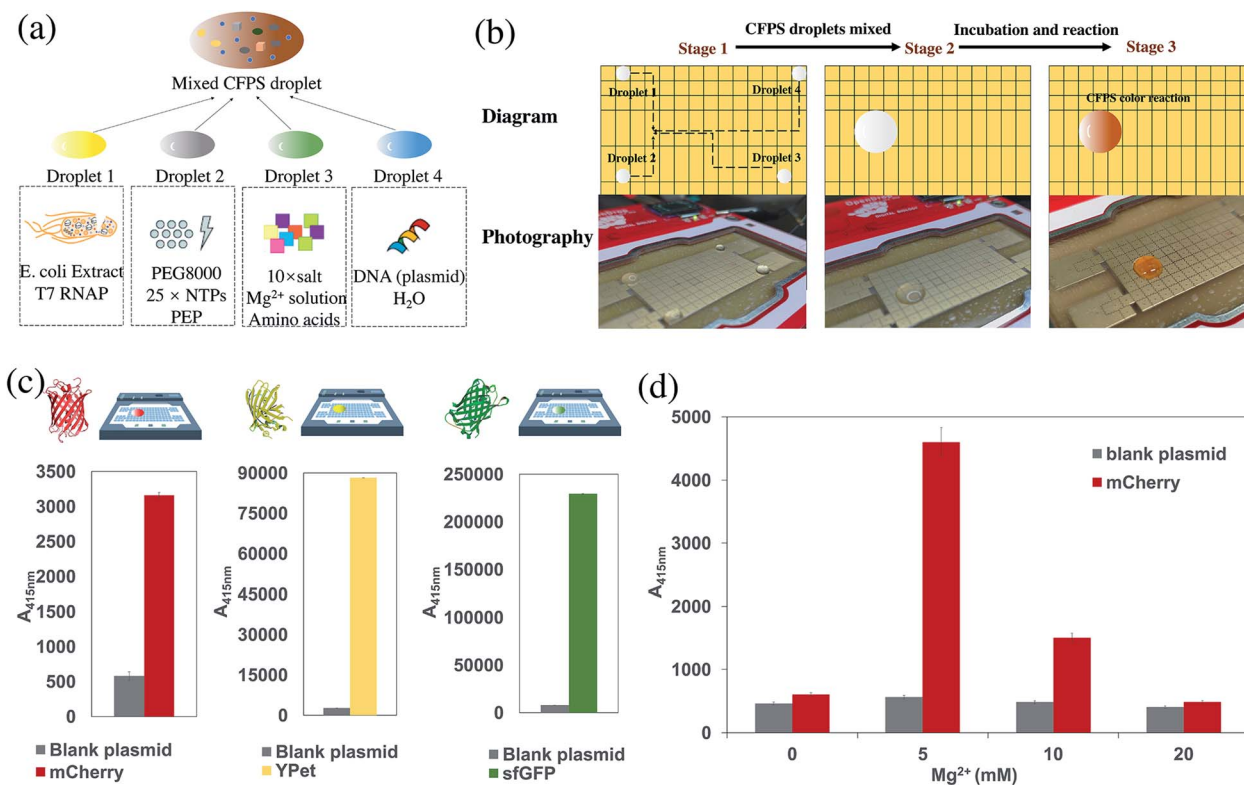 (a)
Mixed CFPS droplet
Droplet 1 Droplet 2 Droplet 3 Droplet 4
E. coli Extract
T7 RNAP
PEG8000
25 × NTPs
PEP
10×salt
Mg²⁺ solution
Amino acids
DNA (plasmid)
H₂O
(b)
CFPS droplets mixed Incubation and reaction
Stage 1 Stage 2 Stage 3
Diagram
Droplet 1
Droplet 4
Droplet 2
Droplet 3
CFPS color reaction
Photography
(c)
A₄₁₅ₙₘ
3500
3000
2500
2000
1500
1000
500
0
Blank plasmid
mCherry
A₄₁₅ₙₘ
90000
75000
60000
45000
30000
15000
0
Blank plasmid
YPet
A₄₁₅ₙₘ
250000
200000
150000
100000
50000
0
Blank plasmid
sfGFP
(d)
A₄₁₅ₙₘ
5000
4000
3000
2000
1000
0
blank plasmid
mCherry
0 5 10 20
Mg²⁺ (mM)